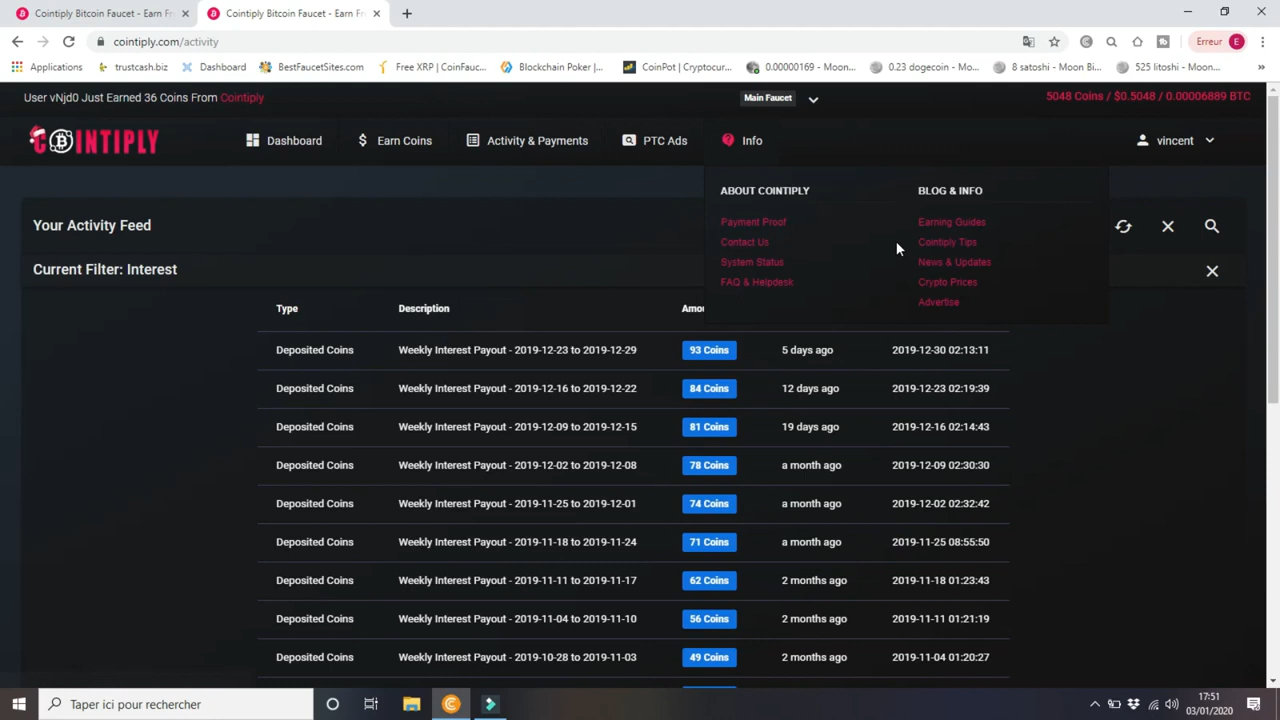 Cointiply Bitcoin Faucet - Earn Fr
Cointiply Bitcoin Faucet - Earn Fr
cointiply.com/activity
Erreur E
Applications
trustcash.biz
Dashboard
BestFaucetSites.com
Free XRP | CoinFauc...
Blockchain Poker |...
CoinPot | Cryptocur...
0.00000169 - Moon...
0.23 dogecoin - Mo...
8 satoshi - Moon Bi...
525 litoshi - Moon...
User vNjd0 Just Earned 36 Coins From Cointiply
Main Faucet
5048 Coins / $0.5048 / 0.00006889 BTC
COINTIPLY
Dashboard
Earn Coins
Activity & Payments
PTC Ads
Info
vincent
ABOUT COINTIPLY
BLOG & INFO
Payment Proof
Earning Guides
Contact Us
Cointiply Tips
System Status
News & Updates
FAQ & Helpdesk
Crypto Prices
Advertise
Your Activity Feed
Current Filter: Interest
Type Description Amou
Deposited Coins Weekly Interest Payout - 2019-12-23 to 2019-12-29 93 Coins 5 days ago 2019-12-30 02:13:11
Deposited Coins Weekly Interest Payout - 2019-12-16 to 2019-12-22 84 Coins 12 days ago 2019-12-23 02:19:39
Deposited Coins Weekly Interest Payout - 2019-12-09 to 2019-12-15 81 Coins 19 days ago 2019-12-16 02:14:43
Deposited Coins Weekly Interest Payout - 2019-12-02 to 2019-12-08 78 Coins a month ago 2019-12-09 02:30:30
Deposited Coins Weekly Interest Payout - 2019-11-25 to 2019-12-01 74 Coins a month ago 2019-12-02 02:32:42
Deposited Coins Weekly Interest Payout - 2019-11-18 to 2019-11-24 71 Coins a month ago 2019-11-25 08:55:50
Deposited Coins Weekly Interest Payout - 2019-11-11 to 2019-11-17 62 Coins 2 months ago 2019-11-18 01:23:43
Deposited Coins Weekly Interest Payout - 2019-11-04 to 2019-11-10 56 Coins 2 months ago 2019-11-11 01:21:19
Deposited Coins Weekly Interest Payout - 2019-10-28 to 2019-11-03 49 Coins 2 months ago 2019-11-04 01:20:27
Taper ici pour rechercher
17:51
03/01/2020